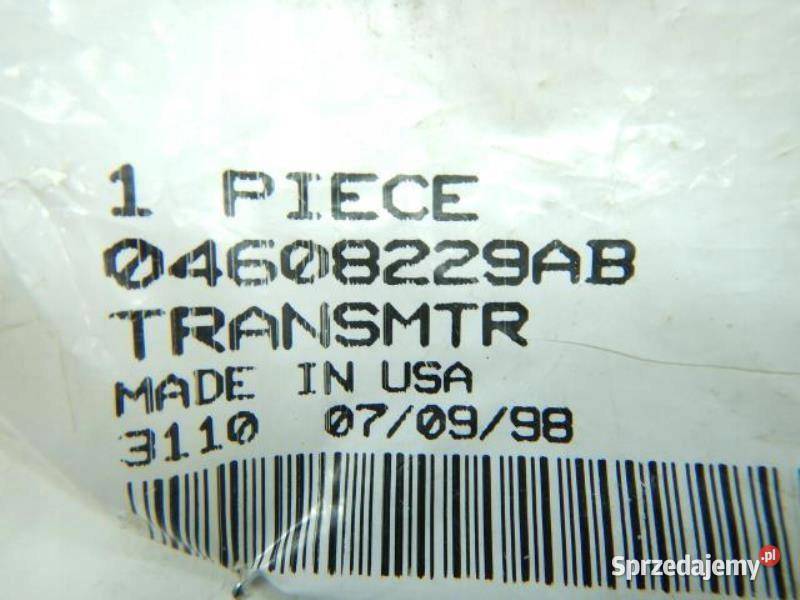 1 PIECE
04608229AB
TRANSMTR
MADE IN USA
3110 07/09/98
Sprzedajemy.pl